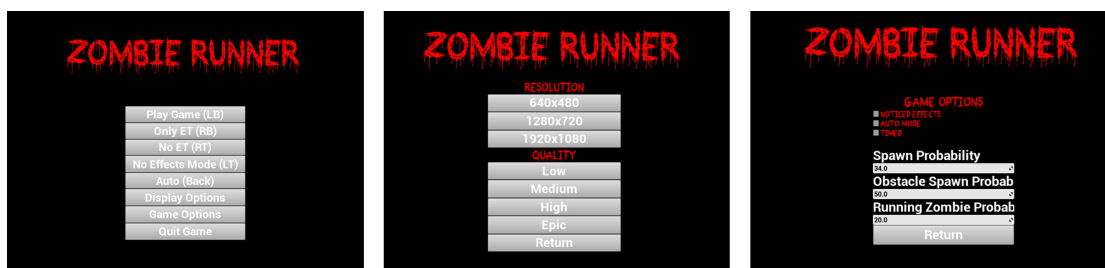 ZOMBIE RUNNER
Play Game (LB)
Only ET (RB)
No ET (RT)
No Effects Mode (LT)
Auto (Back)
Display Options
Game Options
Quit Game
ZOMBIE RUNNER
RESOLUTION
640x480
1280x720
1920x1080
QUALITY
Low
Medium
High
Epic
Return
ZOMBIE RUNNER
GAME OPTIONS
NOTICED EFFECTS
AUTO MODE
TIMER
Spawn Probability
34.0
Obstacle Spawn Probab
50.0
Running Zombie Probab
20.0
Return